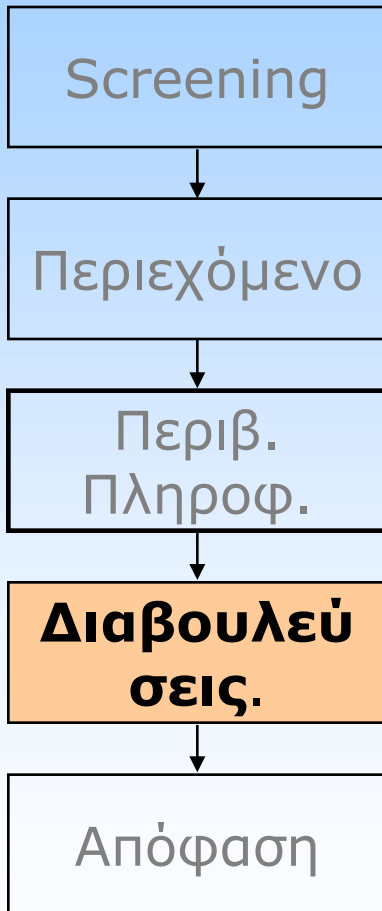 Screening
Περιεχόμενο
Περιβ.
Πληροφ.
Διαβουλεύ
σεις.
Απόφαση